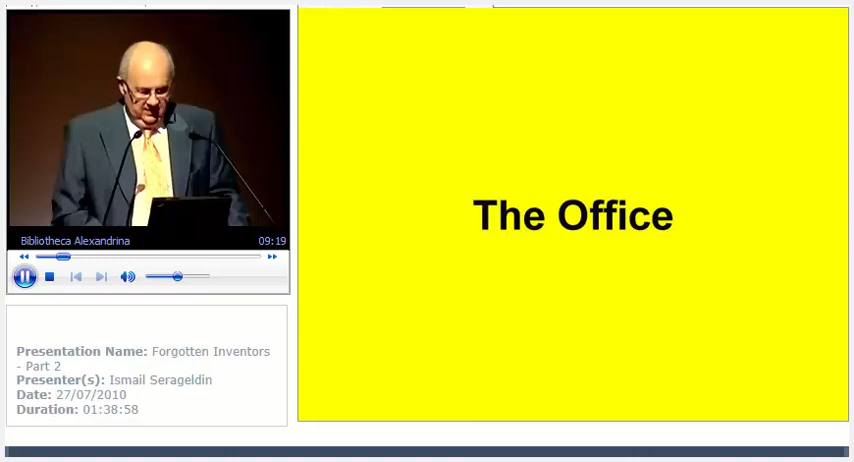 The Office
Bibliotheca Alexandrina 09:19
Presentation Name: Forgotten Inventors
- Part 2
Presenter(s): Ismail Serageldin
Date: 27/07/2010
Duration: 01:38:58